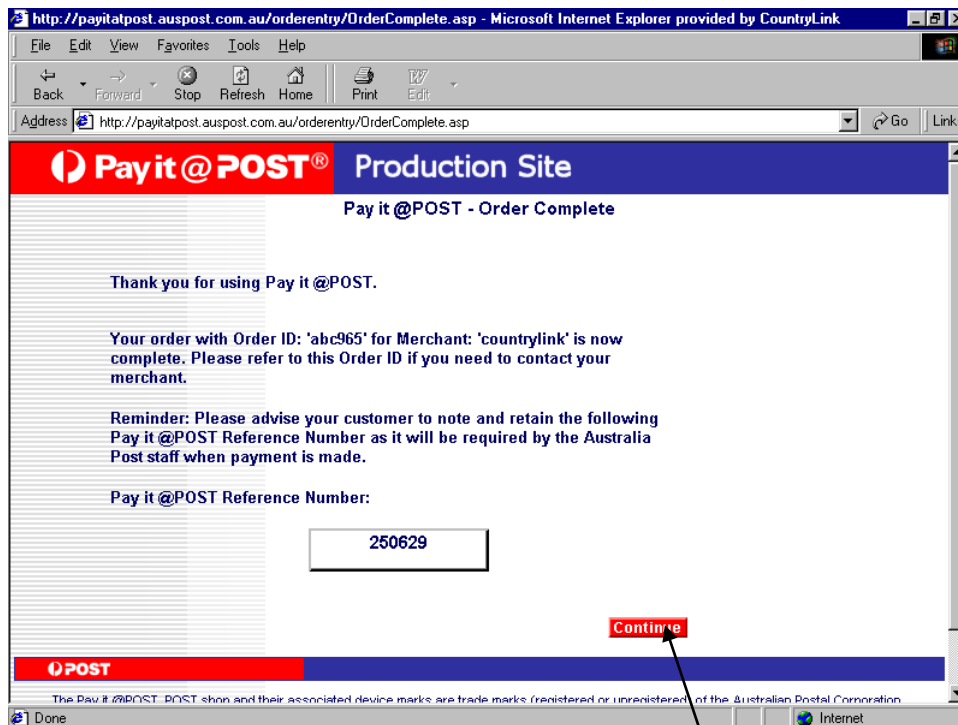 http://payitatpost.auspost.com.au/orderentry/OrderComplete.asp - Microsoft Internet Explorer provided by CountryLink
File Edit View Favorites Tools Help
Back Forward Stop Refresh Home Print Edit
Address http://payitatpost.auspost.com.au/orderentry/OrderComplete.asp Go Link
Pay it @ POST® Production Site
Pay it @POST - Order Complete
Thank you for using Pay it @POST.
Your order with Order ID: 'abc965' for Merchant: 'countrylink' is now
complete. Please refer to this Order ID if you need to contact your
merchant.
Reminder: Please advise your customer to note and retain the following
Pay it @POST Reference Number as it will be required by the Australia
Post staff when payment is made.
Pay it @POST Reference Number:
250629
Continue
POST
The Pay it @POST, POST shop and their associated device marks are trade marks (registered or unregistered) of the Australian Postal Corporation
Done Internet